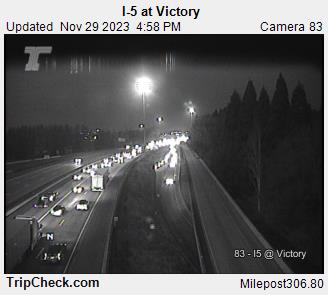 I-5 at Victory
Updated Nov 29 2023 4:58 PM Camera 83
83 - I5 @ Victory
TripCheck.com Milepost306.80